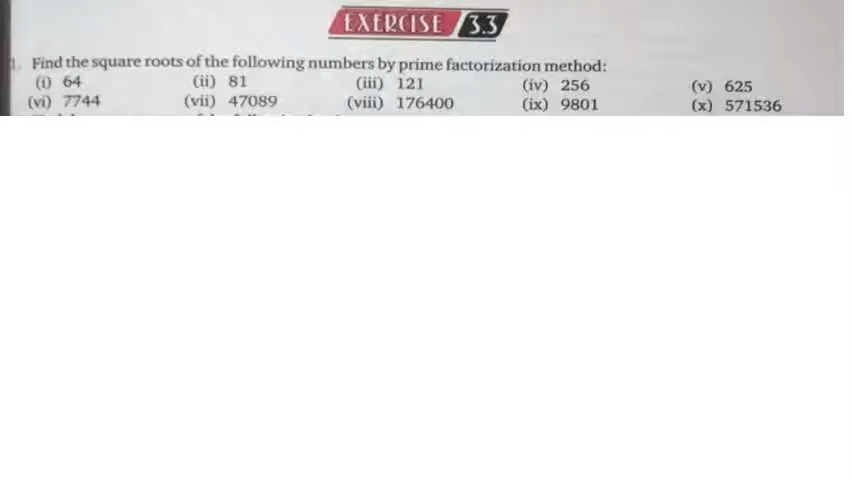 EXERCISE 3.3
1. Find the square roots of the following numbers by prime factorization method:
(i) 64 (ii) 81 (iii) 121 (iv) 256 (v) 625
(vi) 7744 (vii) 47089 (viii) 176400 (ix) 9801 (x) 571536